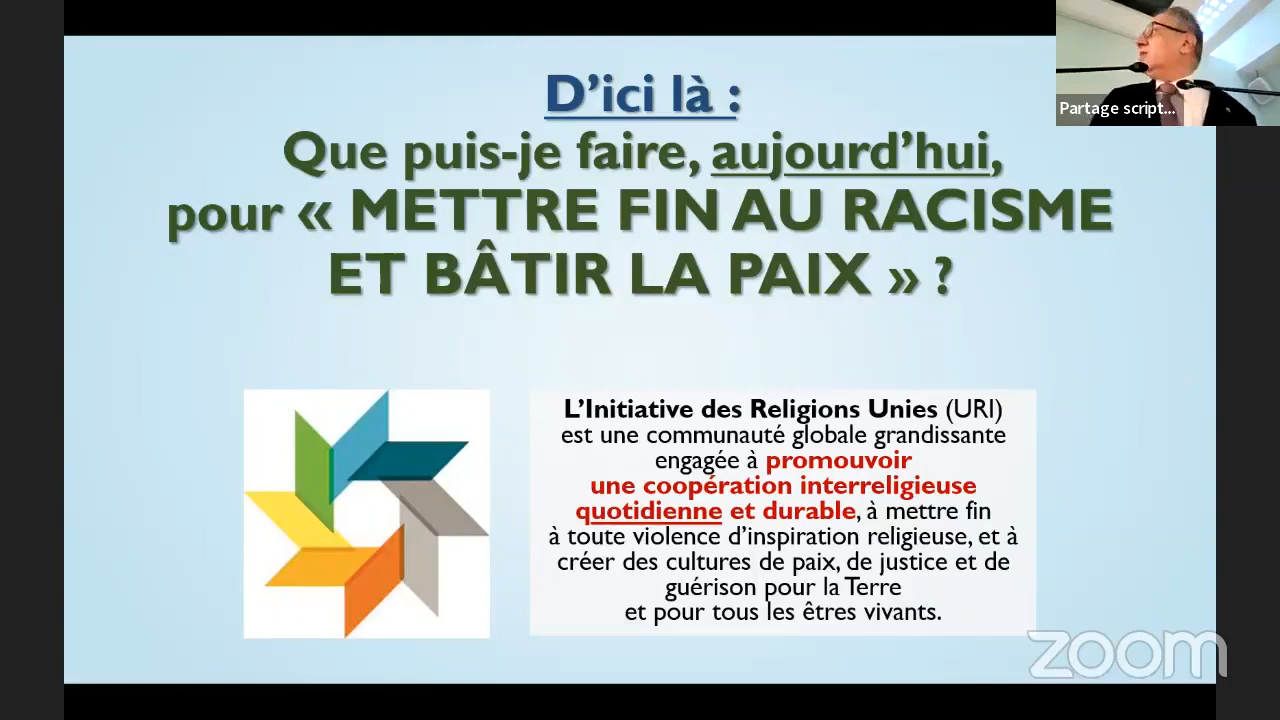 D’ici là :
Que puis-je faire, aujourd’hui,
pour « METTRE FIN AU RACISME
ET BÂTIR LA PAIX » ?
Partage script...
L’Initiative des Religions Unies (URI)
est une communauté globale grandissante
engagée à promouvoir
une coopération interreligieuse
quotidienne et durable, à mettre fin
à toute violence d’inspiration religieuse, et à
créer des cultures de paix, de justice et de
guérison pour la Terre
et pour tous les êtres vivants.
zoom